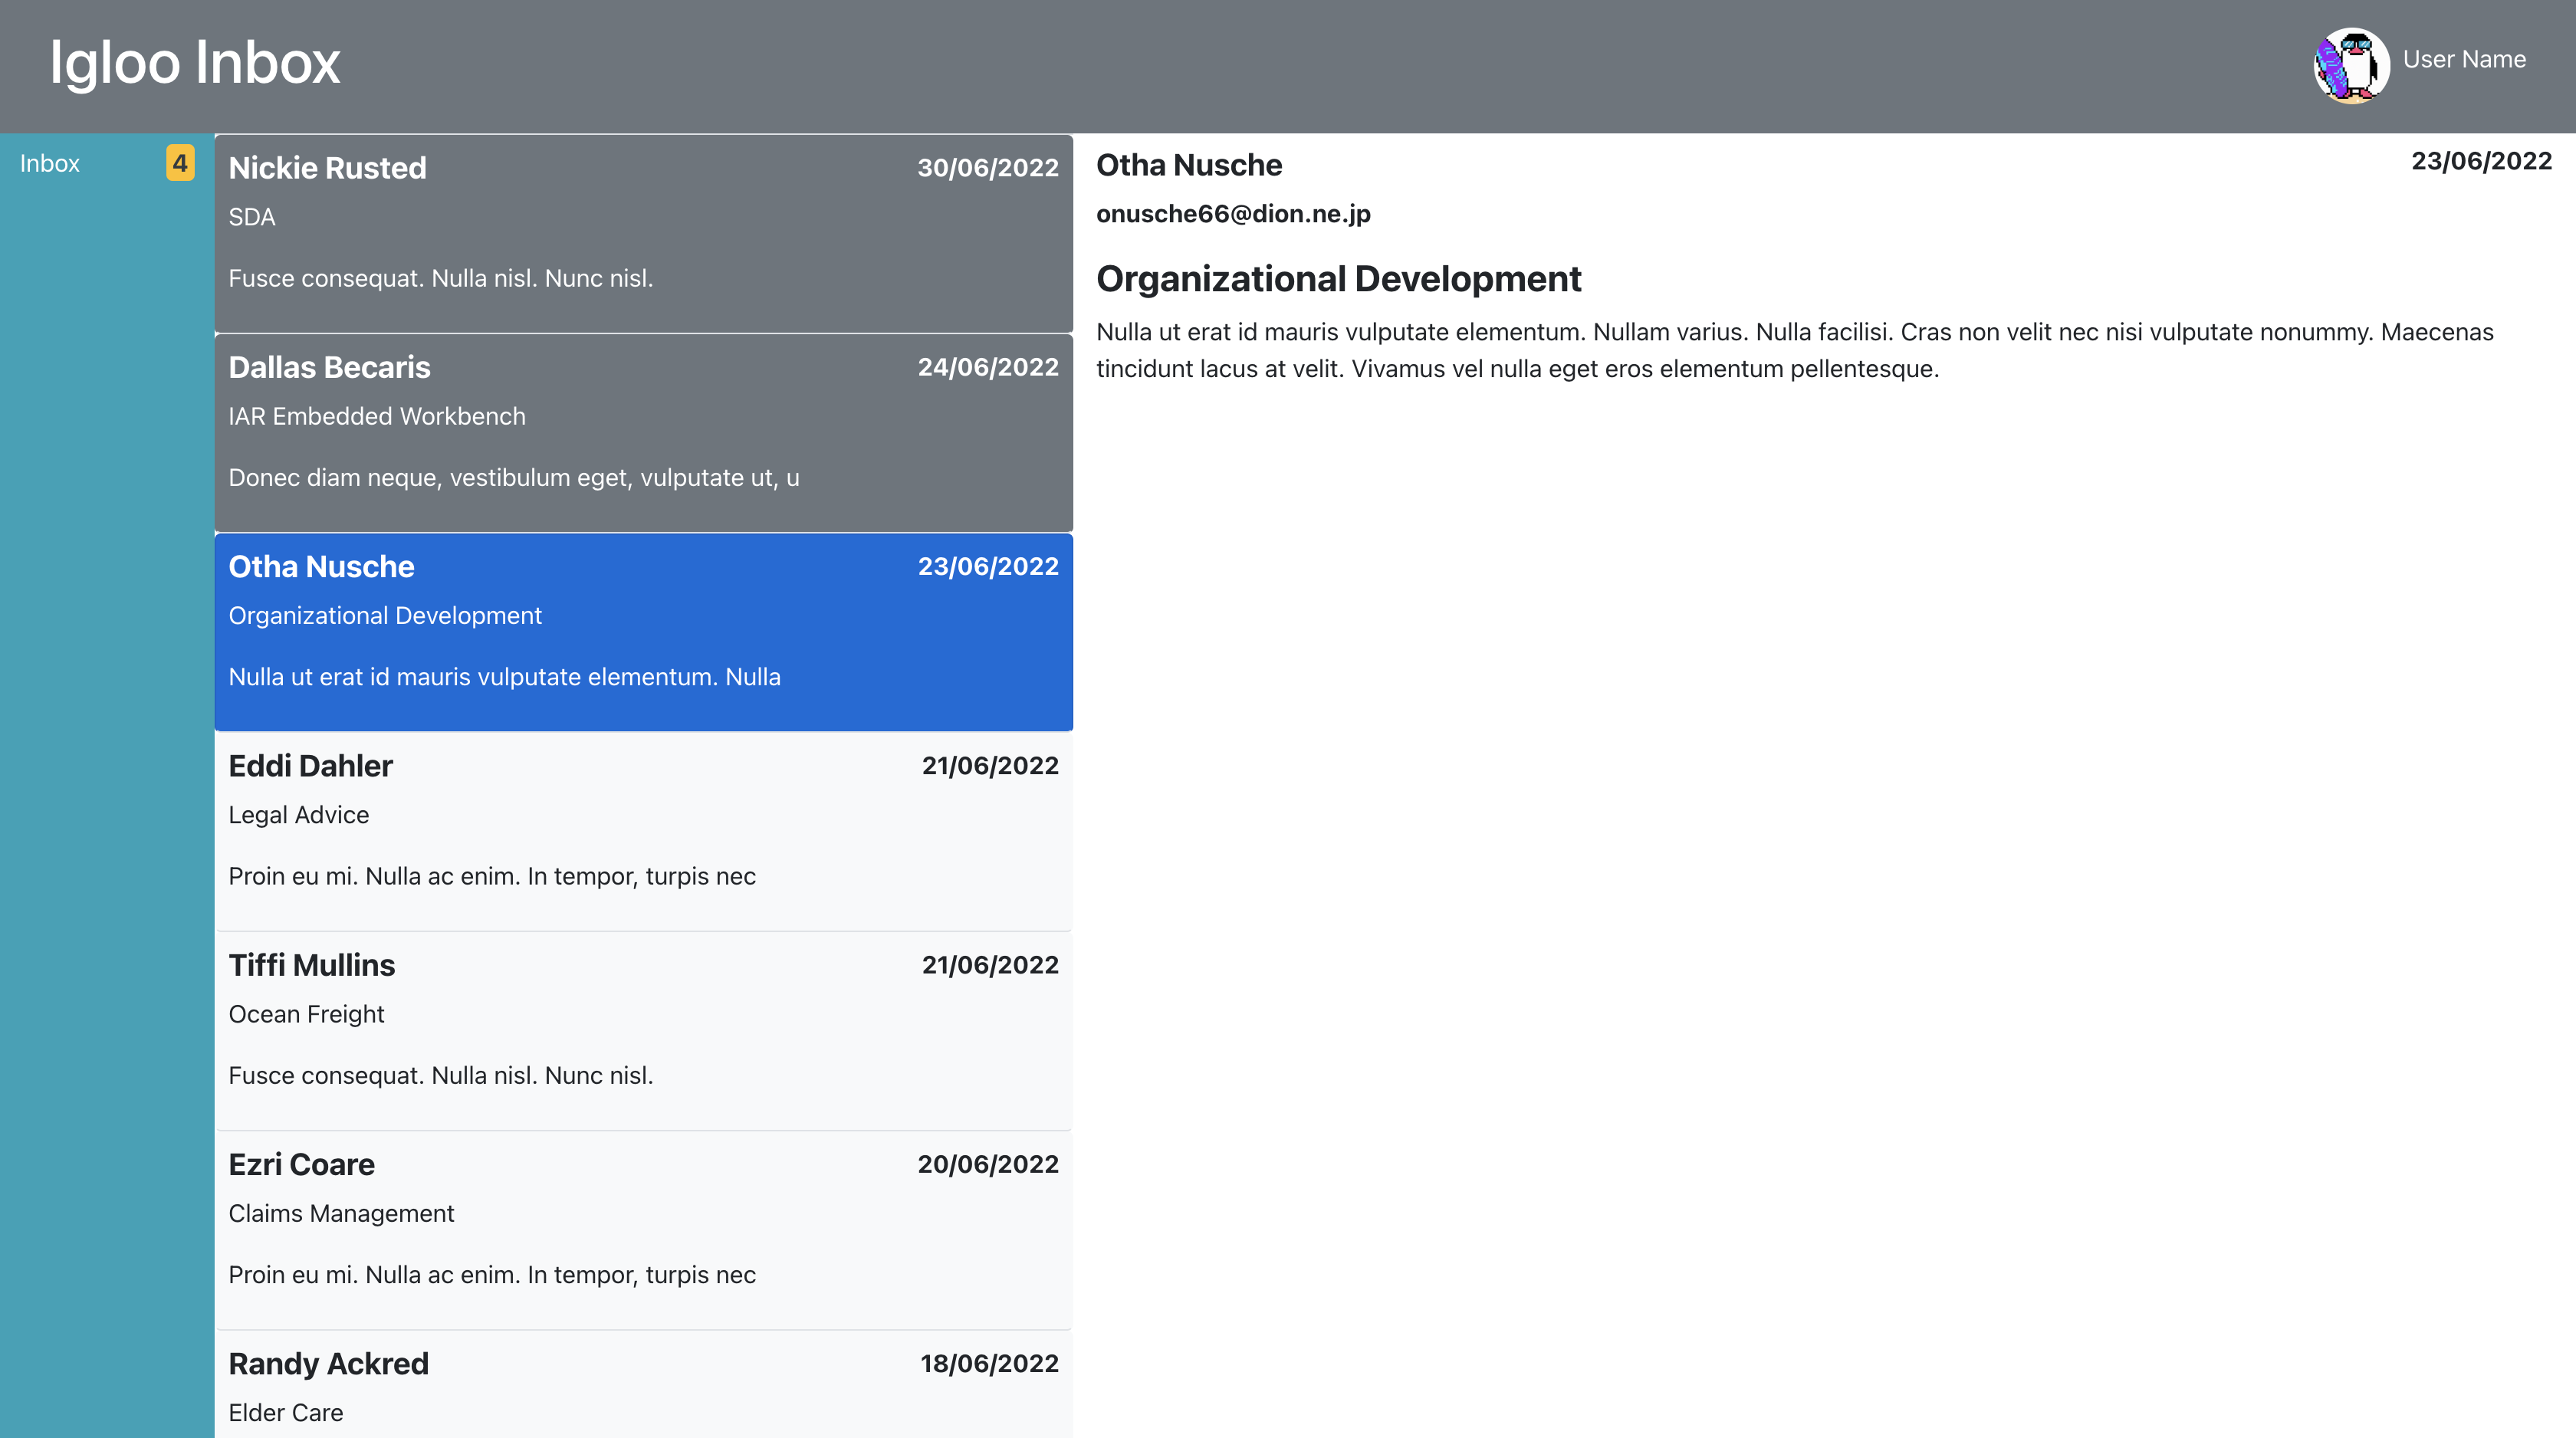 Igloo Inbox
User Name
Inbox
4
Nickie Rusted
30/06/2022
SDA
Fusce consequat. Nulla nisl. Nunc nisl.
Dallas Becaris
24/06/2022
IAR Embedded Workbench
Donec diam neque, vestibulum eget, vulputate ut, u
Otha Nusche
23/06/2022
Organizational Development
Nulla ut erat id mauris vulputate elementum. Nulla
Eddi Dahler
21/06/2022
Legal Advice
Proin eu mi. Nulla ac enim. In tempor, turpis nec
Tiffi Mullins
21/06/2022
Ocean Freight
Fusce consequat. Nulla nisl. Nunc nisl.
Ezri Coare
20/06/2022
Claims Management
Proin eu mi. Nulla ac enim. In tempor, turpis nec
Randy Ackred
18/06/2022
Elder Care
Otha Nusche
23/06/2022
onusche66@dion.ne.jp
Organizational Development
Nulla ut erat id mauris vulputate elementum. Nullam varius. Nulla facilisi. Cras non velit nec nisi vulputate nonummy. Maecenas
tincidunt lacus at velit. Vivamus vel nulla eget eros elementum pellentesque.